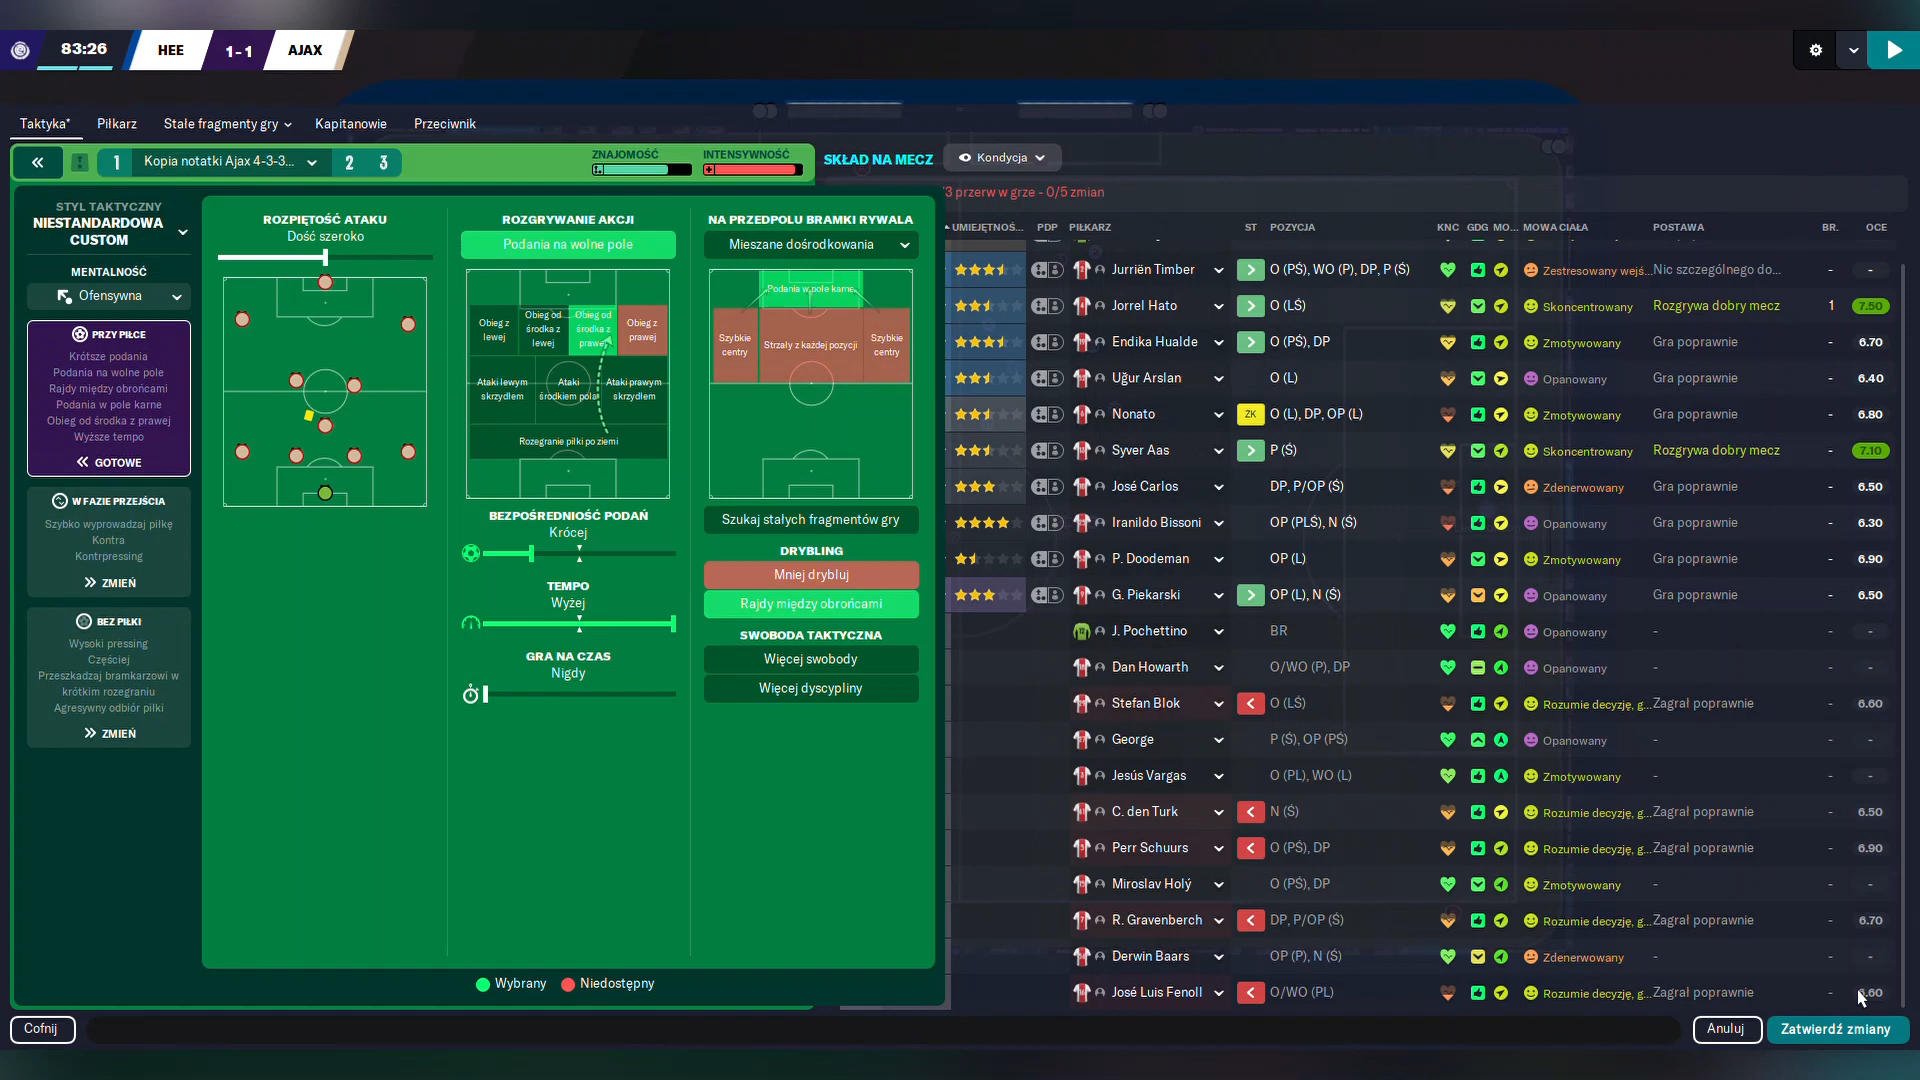 83:26 HEE 1-1 AJAX
Taktyka* Piłkarz Stałe fragmenty gry Kapitanowie Przeciwnik
1 Kopia notatki Ajax 4-3-3... 2 3
ZNAJOMOŚĆ INTENSYWNOŚĆ
SKŁAD NA MECZ Kondycja
3 przerw w grze - 0/5 zmian
STYL TAKTYCZNY
NIESTANDARDOWA
CUSTOM
MENTALNOŚĆ
Ofensywna
PRZY PIŁCE
Krótsze podania
Podania na wolne pole
Rajdy między obrońcami
Podania w pole karne
Obieg od środka z prawej
Wyższe tempo
GOTOWE
W FAZIE PRZEJŚCIA
Szybko wyprowadzaj piłkę
Kontra
Kontrpressing
ZMIEŃ
BEZ PIŁKI
Wysoki pressing
Częściej
Przeszkadzaj bramkarzowi w
krótkim rozegraniu
Agresywny odbiór piłki
ZMIEŃ
ROZPIĘTOŚĆ ATAKU
Dość szeroko
ROZGRYWANIE AKCJI
Podania na wolne pole
Obieg z
lewej
Obieg od
środka z
lewej
Obieg od
środka z
prawej
Obieg z
prawej
Ataki lewym
skrzydłem
Ataki
środkiem pola
Ataki prawym
skrzydłem
Rozegranie piłki po ziemi
BEZPOŚREDNIOŚĆ PODAŃ
Krócej
TEMPO
Wyżej
GRA NA CZAS
Nigdy
NA PRZEDPOLU BRAMKI RYWALA
Mieszane dośrodkowania
Podania w pole karne
Szybkie
centry
Strzały z każdej pozycji
Szybkie
centry
Szukaj stałych fragmentów gry
DRYBLING
Mniej drybluj
Rajdy między obrońcami
SWOBODA TAKTYCZNA
Więcej swobody
Więcej dyscypliny
Wybrany Niedostępny
UMIEJĘTNOŚ... PDP PIŁKARZ ST POZYCJA KNC GDG MO... MOWA CIAŁA POSTAWA BR. OCE
Jurriën Timber O (PŚ), WO (P), DP, P (Ś) Zestresowany wejś... Nic szczególnego do... - -
Jorrel Hato O (LŚ) Skoncentrowany Rozgrywa dobry mecz 1 7.50
Endika Hualde O (PŚ), DP Zmotywowany Gra poprawnie - 6.70
Uğur Arslan O (L) Opanowany Gra poprawnie - 6.40
Nonato ZK O (L), DP, OP (L) Zmotywowany Gra poprawnie - 6.80
Syver Aas P (Ś) Skoncentrowany Rozgrywa dobry mecz - 7.10
José Carlos DP, P/OP (Ś) Zdenerwowany Gra poprawnie - 6.50
Iranildo Bissoni OP (PLŚ), N (Ś) Opanowany Gra poprawnie - 6.30
P. Doodeman OP (L) Zmotywowany Gra poprawnie - 6.90
G. Piekarski OP (L), N (Ś) Opanowany Gra poprawnie - 6.50
J. Pochettino BR Opanowany - - -
Dan Howarth O/WO (P), DP Opanowany - - -
Stefan Blok O (LŚ) Rozumie decyzję, g... Zagrał poprawnie - 6.60
George P (Ś), OP (PŚ) Opanowany - - -
Jesús Vargas O (PL), WO (L) Zmotywowany - - -
C. den Turk N (Ś) Rozumie decyzję, g... Zagrał poprawnie - 6.50
Perr Schuurs O (PŚ), DP Rozumie decyzję, g... Zagrał poprawnie - 6.90
Miroslav Holý O (PŚ), DP Zmotywowany - - -
R. Gravenberch DP, P/OP (Ś) Rozumie decyzję, g... Zagrał poprawnie - 6.70
Derwin Baars OP (P), N (Ś) Zdenerwowany - - -
José Luis Fenoll O/WO (PL) Rozumie decyzję, g... Zagrał poprawnie -
Cofnij Anuluj Zatwierdź zmiany